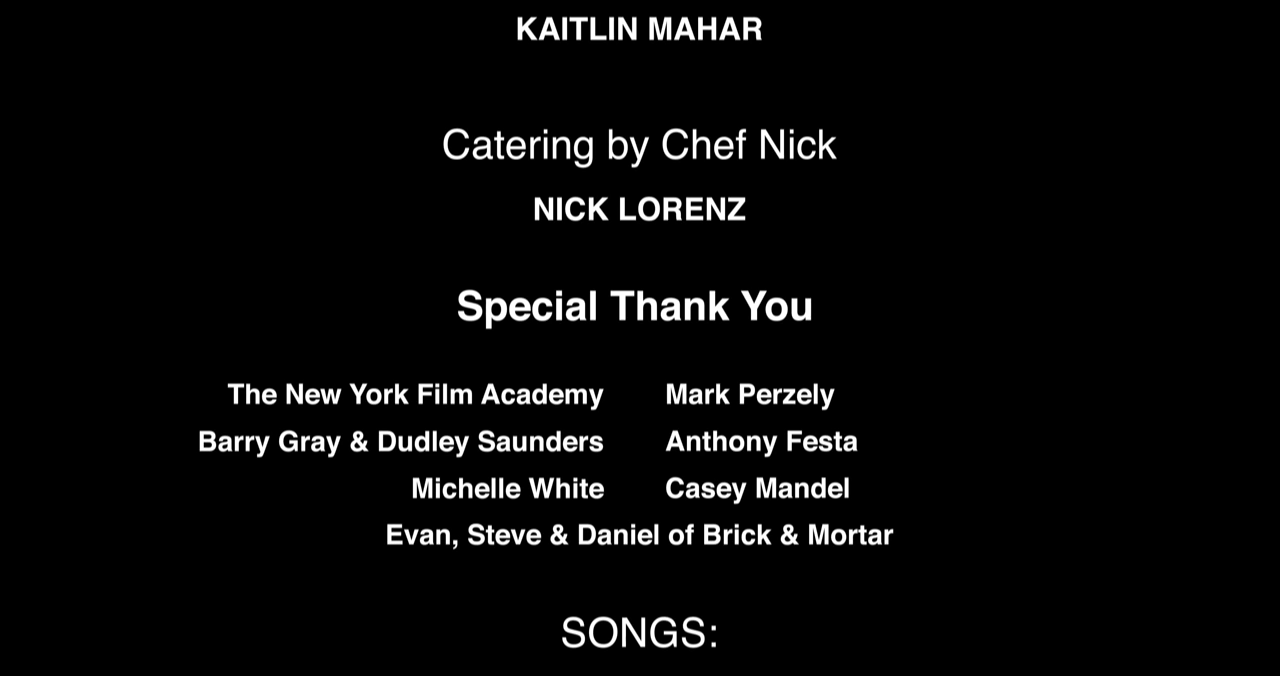 KAITLIN MAHAR
Catering by Chef Nick
NICK LORENZ
Special Thank You
The New York Film Academy Mark Perzely
Barry Gray & Dudley Saunders Anthony Festa
Michelle White Casey Mandel
Evan, Steve & Daniel of Brick & Mortar
SONGS: